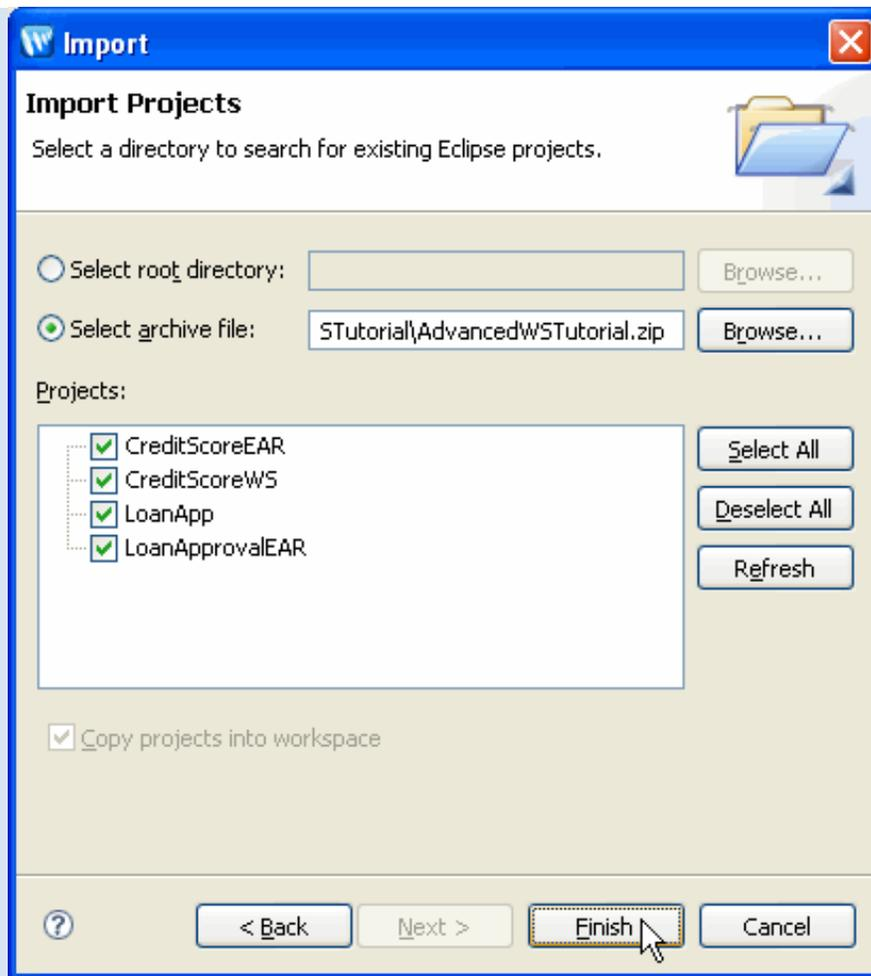 Import
Import Projects
Select a directory to search for existing Eclipse projects.
Select root directory:
Browse...
Select archive file:
STutorial\AdvancedWSTutorial.zip
Browse...
Projects:
CreditScoreEAR
CreditScoreWS
LoanApp
LoanApprovalEAR
Select All
Deselect All
Refresh
Copy projects into workspace
?
< Back
Next >
Finish
Cancel